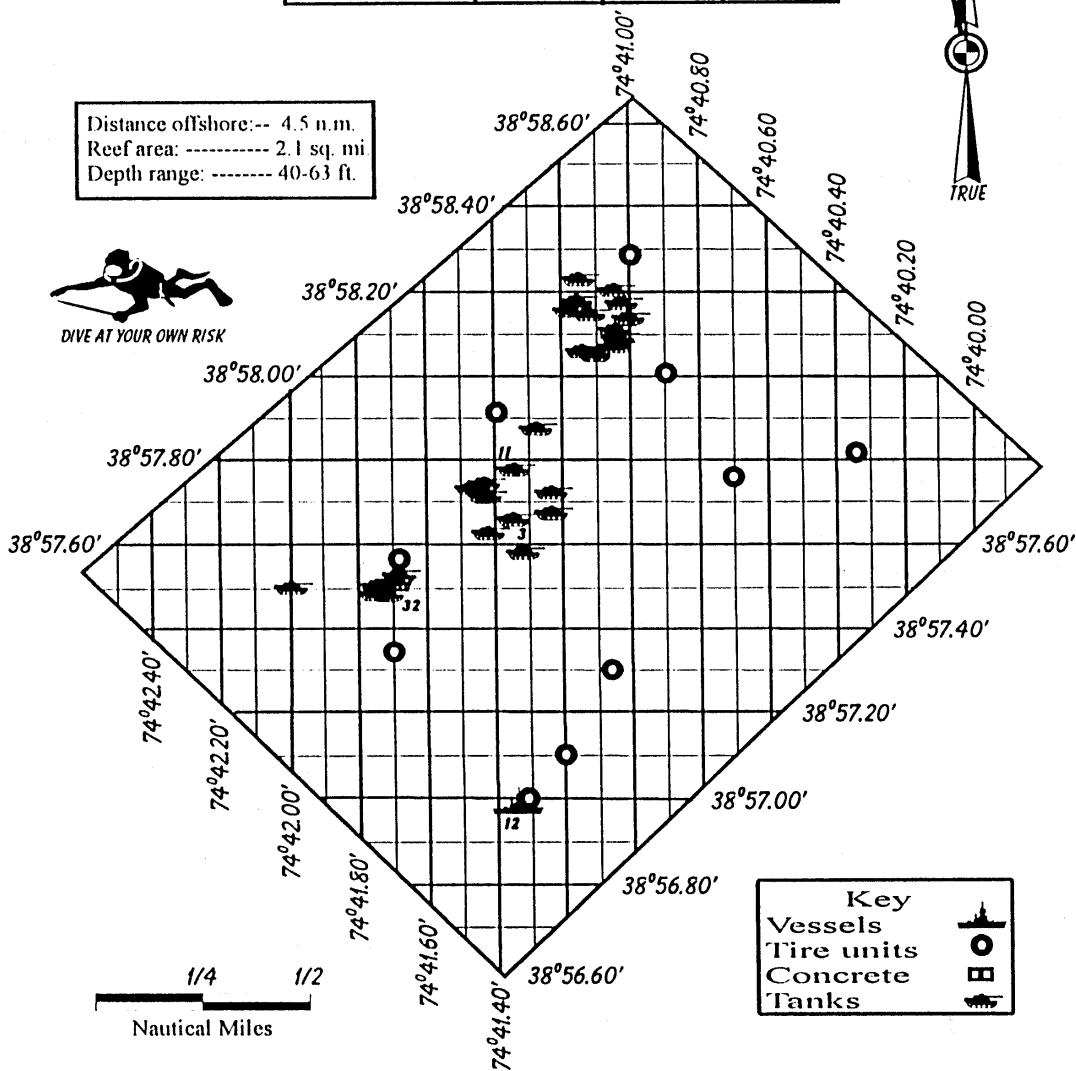 Distance offshore:-- 4.5 n.m.
Reef area: ----------- 2.1 sq. mi.
Depth range: -------- 40-63 ft.
TRUE
DIVE AT YOUR OWN RISK
74°41.00'
74°40.80
74°40.60
74°40.40
74°40.20
74°40.00
38°58.60'
38°58.40'
38°58.20'
38°58.00'
38°57.80'
38°57.60'
11
3
32
12
38°57.60'
38°57.40'
38°57.20'
38°57.00'
38°56.80'
38°56.60'
74°42.40'
74°42.20'
74°42.00'
74°41.80'
74°41.60'
74°41.40'
1/4 1/2
Nautical Miles
Key
Vessels
Tire units
Concrete
Tanks